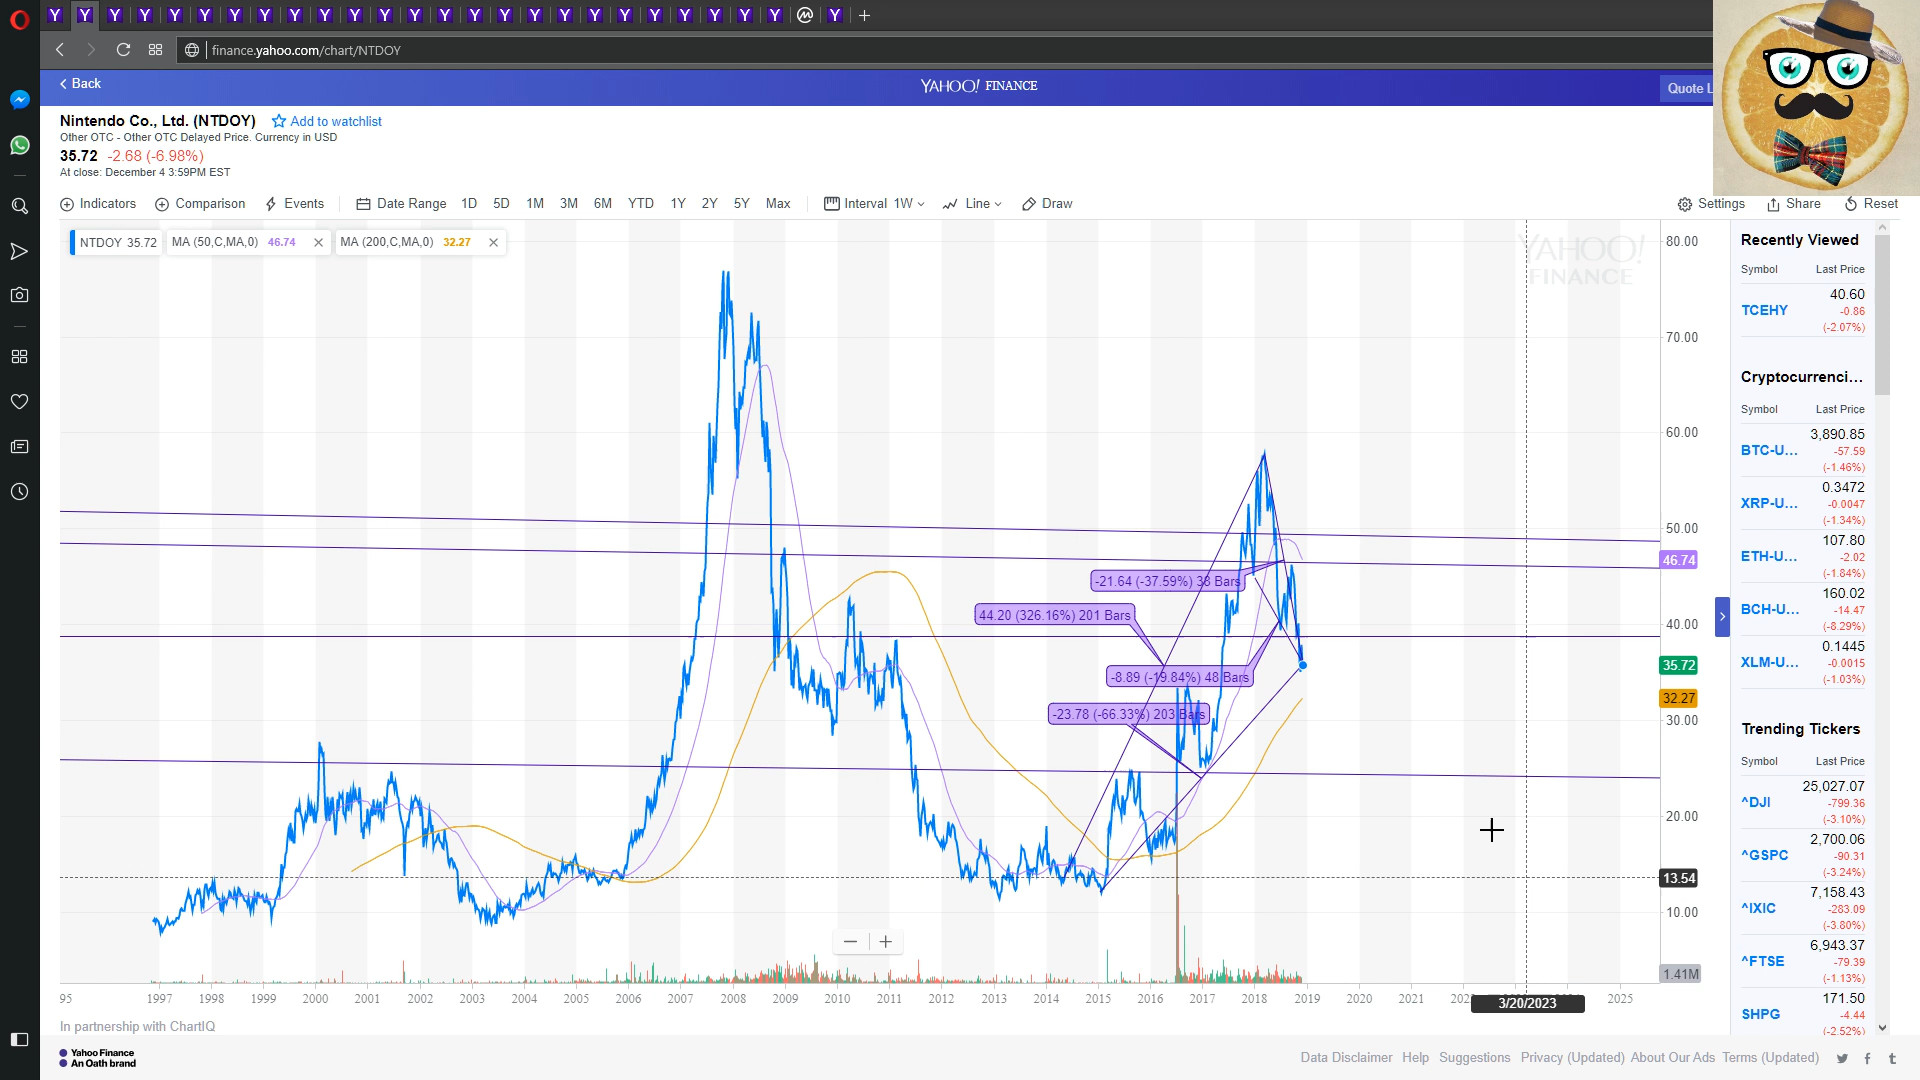 finance.yahoo.com/chart/NTDOY
Back
YAHOO! FINANCE
Quote L
Nintendo Co., Ltd. (NTDOY) Add to watchlist
Other OTC - Other OTC Delayed Price. Currency in USD
35.72 -2.68 (-6.98%)
At close: December 4 3:59PM EST
Indicators Comparison Events Date Range 1D 5D 1M 3M 6M YTD 1Y 2Y 5Y Max Interval 1W Line Draw Settings Share Reset
NTDOY 35.72 MA (50,C,MA,0) 46.74 MA (200,C,MA,0) 32.27
YAHOO!
FINANCE
80.00
70.00
60.00
50.00
46.74
40.00
35.72
32.27
30.00
20.00
13.54
10.00
1.41M
-21.64 (-37.59%) 38 Bars
44.20 (326.16%) 201 Bars
-8.89 (-19.84%) 48 Bars
-23.78 (-66.33%) 203 Bars
95 1997 1998 1999 2000 2001 2002 2003 2004 2005 2006 2007 2008 2009 2010 2011 2012 2013 2014 2015 2016 2017 2018 2019 2020 2021 2025
3/20/2023
In partnership with ChartIQ
Recently Viewed
Symbol Last Price
TCEHY 40.60
-0.86
(-2.07%)
Cryptocurrenci...
Symbol Last Price
BTC-U... 3,890.85
-57.59
(-1.46%)
XRP-U... 0.3472
-0.0047
(-1.34%)
ETH-U... 107.80
-2.02
(-1.84%)
BCH-U... 160.02
-14.47
(-8.29%)
XLM-U... 0.1445
-0.0015
(-1.03%)
Trending Tickers
Symbol Last Price
^DJI 25,027.07
-799.36
(-3.10%)
^GSPC 2,700.06
-90.31
(-3.24%)
^IXIC 7,158.43
-283.09
(-3.80%)
^FTSE 6,943.37
-79.39
(-1.13%)
SHPG 171.50
-4.44
(-2.52%)
Yahoo Finance
An Oath brand
Data Disclaimer Help Suggestions Privacy (Updated) About Our Ads Terms (Updated)